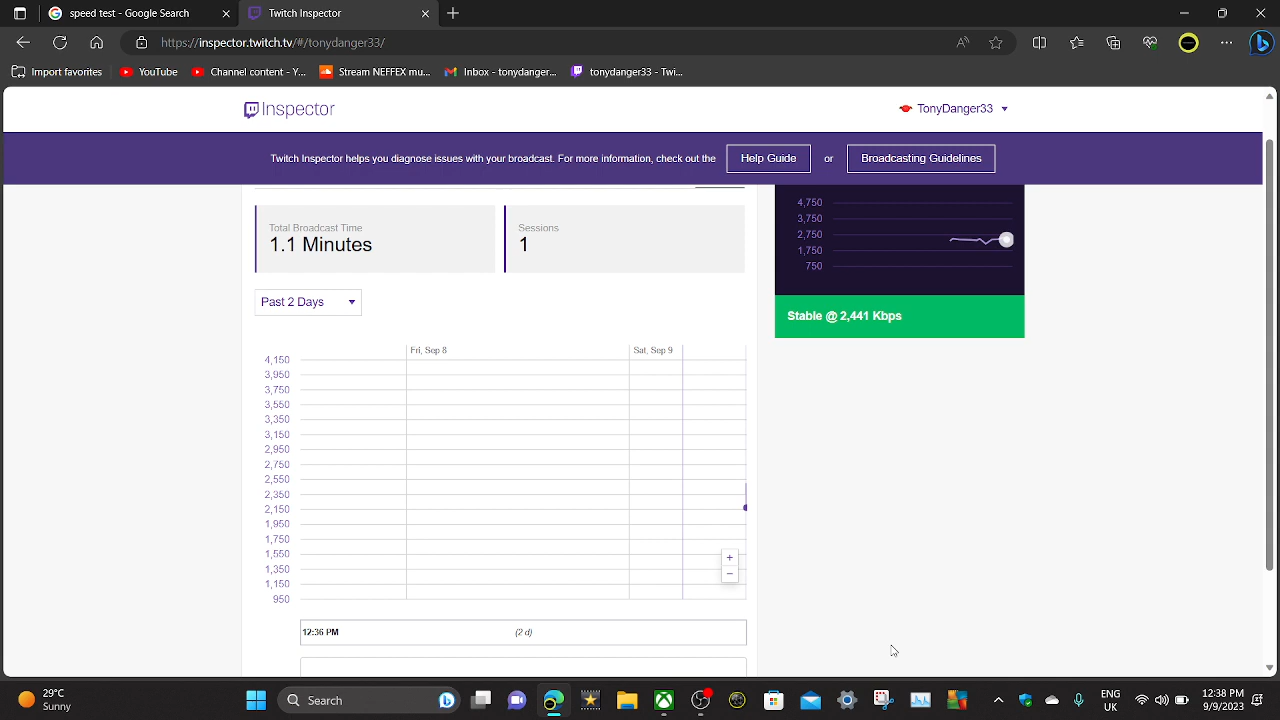 speed test - Google Search
Twitch Inspector
https://inspector.twitch.tv/#/tonydanger33/
Import favorites
YouTube
Channel content - Y...
Stream NEFFEX mu...
Inbox - tonydanger...
tonydanger33 - Twi...
Inspector
TonyDanger33
Twitch Inspector helps you diagnose issues with your broadcast. For more information, check out the
Help Guide
or
Broadcasting Guidelines
Total Broadcast Time
1.1 Minutes
Sessions
1
4,750
3,750
2,750
1,750
750
Stable @ 2,441 Kbps
Past 2 Days
Fri, Sep 8
Sat, Sep 9
4,150
3,950
3,750
3,550
3,350
3,150
2,950
2,750
2,550
2,350
2,150
1,950
1,750
1,550
1,350
1,150
950
+
−
12:36 PM
(2 d)
29°C
Sunny
Search
ENG
UK
12:38 PM
9/9/2023